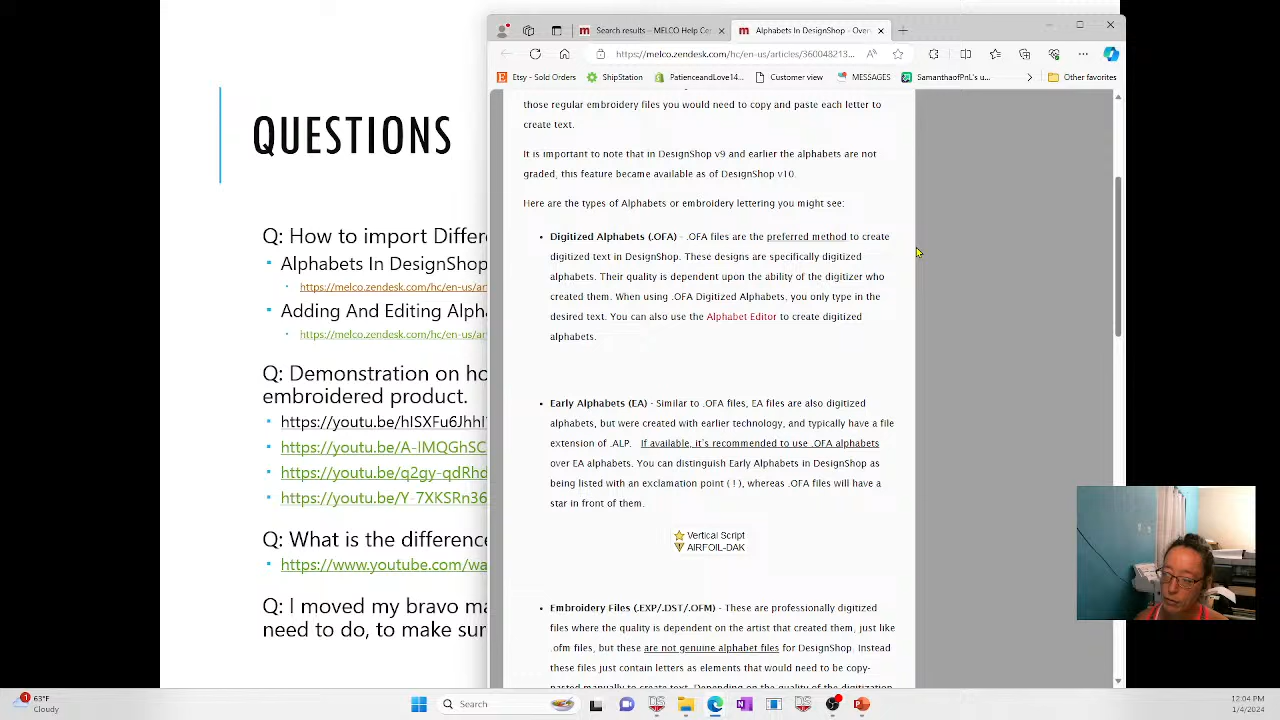 QUESTIONS
Q: How to import Differe
Alphabets In DesignShop
https://melco.zendesk.com/hc/en-us/ar
Adding And Editing Alpha
https://melco.zendesk.com/hc/en-us/ar
Q: Demonstration on ho
embroidered product.
https://youtu.be/hISXFu6JhhI
https://youtu.be/A-IMQGhSC
https://youtu.be/q2gy-qdRhd
https://youtu.be/Y-7XKSRn36
Q: What is the difference
https://www.youtube.com/wa
Q: I moved my bravo ma
need to do, to make sur
Search results – MELCO Help Ce
Alphabets In DesignShop - Over
https://melco.zendesk.com/hc/en-us/articles/360048213...
Etsy - Sold Orders
ShipStation
PatienceandLove14...
Customer view
MESSAGES
SamanthaofPnL's u...
Other favorites
those regular embroidery files you would need to copy and paste each letter to
create text.
It is important to note that in DesignShop v9 and earlier the alphabets are not
graded, this feature became available as of DesignShop v10.
Here are the types of Alphabets or embroidery lettering you might see:
Digitized Alphabets (.OFA) - .OFA files are the preferred method to create
digitized text in DesignShop. These designs are specifically digitized
alphabets. Their quality is dependent upon the ability of the digitizer who
created them. When using .OFA Digitized Alphabets, you only type in the
desired text. You can also use the Alphabet Editor to create digitized
alphabets.
Early Alphabets (EA) - Similar to .OFA files, EA files are also digitized
alphabets, but were created with earlier technology, and typically have a file
extension of .ALP. If available, it's recommended to use .OFA alphabets
over EA alphabets. You can distinguish Early Alphabets in DesignShop as
being listed with an exclamation point ( ! ), whereas .OFA files will have a
star in front of them.
Vertical Script
AIRFOIL-DAK
Embroidery Files (.EXP/.DST/.OFM) - These are professionally digitized
files where the quality is dependent on the artist that created them, just like
.ofm files, but these are not genuine alphabet files for DesignShop. Instead
these files just contain letters as elements that would need to be copy-
pasted manually to create text. Depending on the quality of the digitization
1
63°F
Cloudy
Search
12:04 PM
1/4/2024